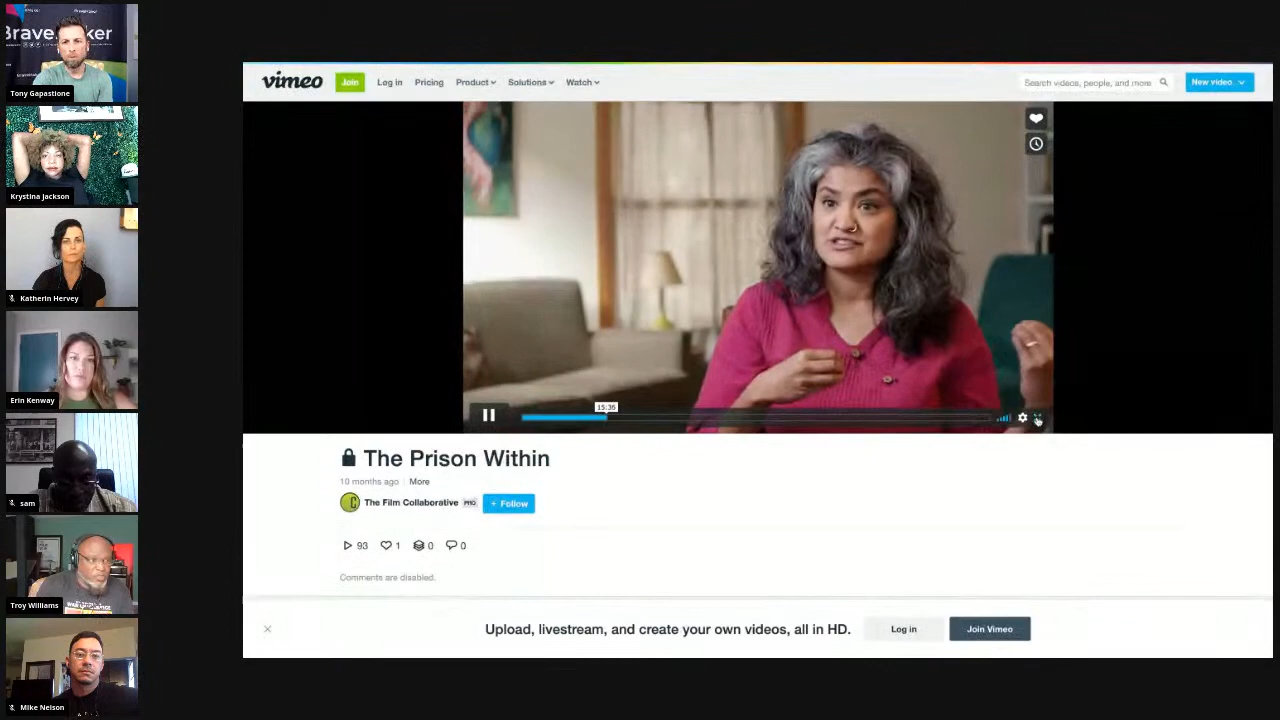 Brave
ker
Tony Gapastione
Krystina Jackson
Katherin Hervey
Erin Kenway
sam
Troy Williams
Mike Nelson
vimeo Join Log in Pricing Product Solutions Watch Search videos, people, and more New video
15:36
The Prison Within
10 months ago More
The Film Collaborative PRO + Follow
93 1 0 0
Comments are disabled.
Upload, livestream, and create your own videos, all in HD. Log in Join Vimeo